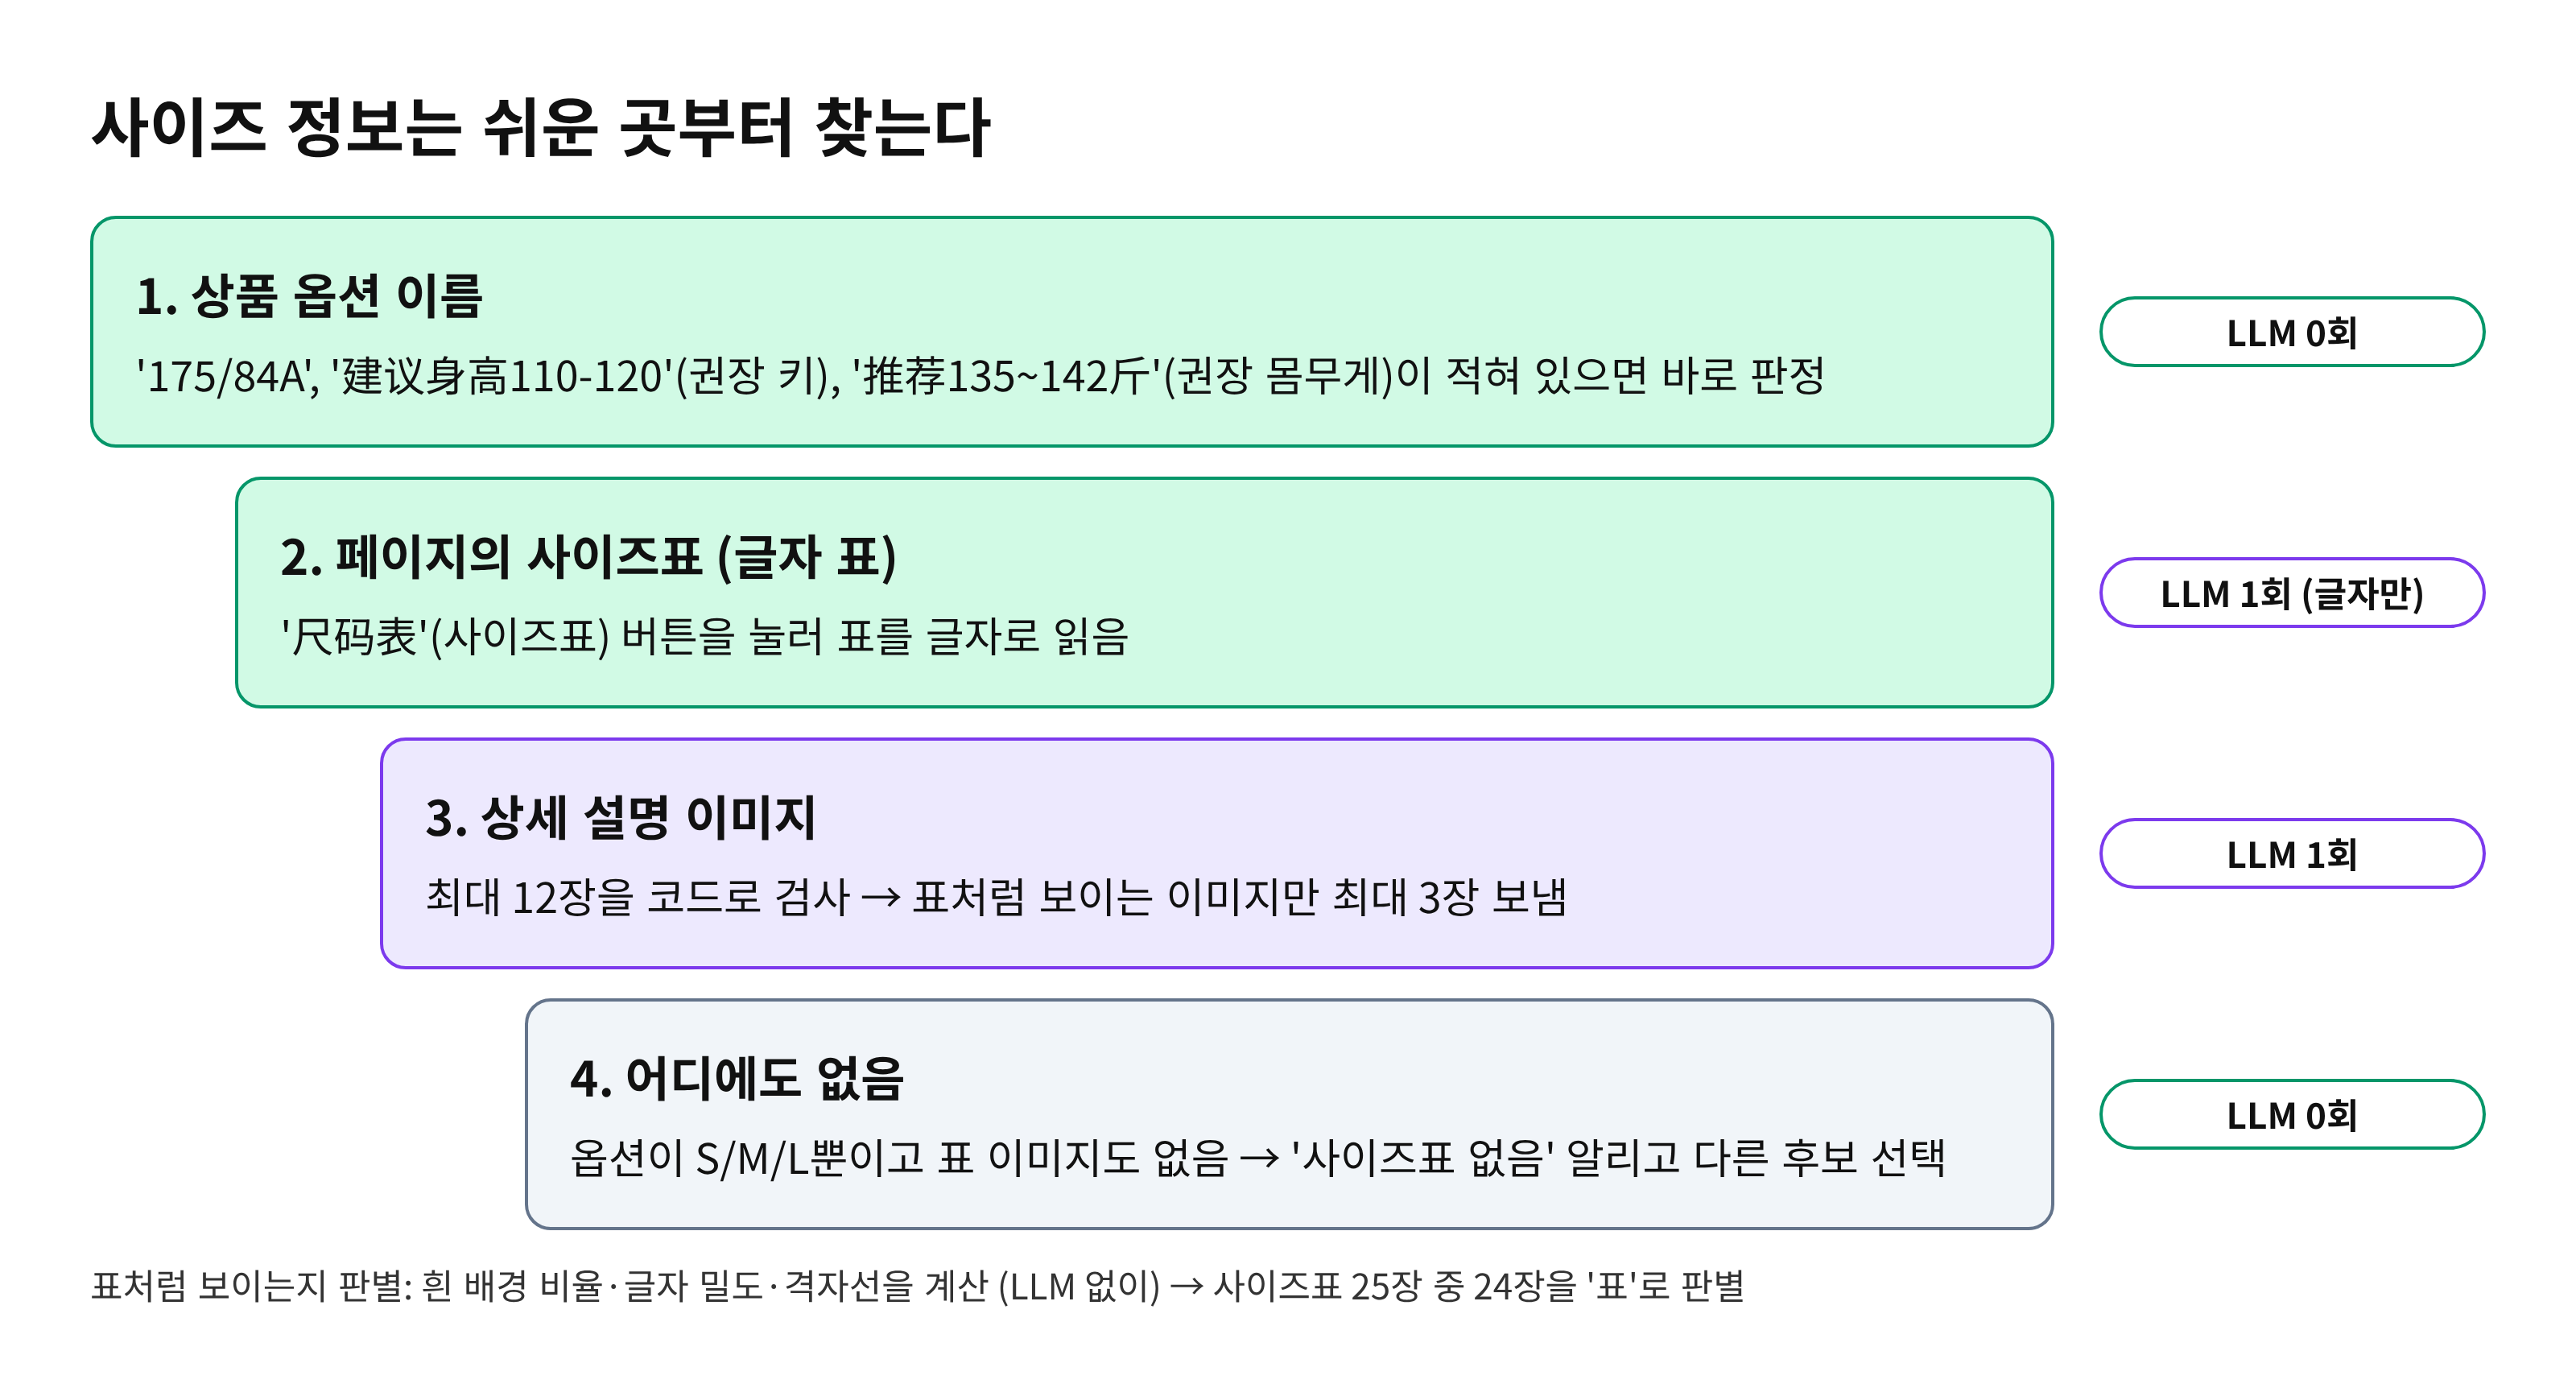 사이즈 정보는 쉬운 곳부터 찾는다
1. 상품 옵션 이름
'175/84A', '建议身高110-120'(권장 키), '推荐135~142斤'(권장 몸무게)이 적혀 있으면 바로 판정
LLM 0회
2. 페이지의 사이즈표 (글자 표)
'尺码表'(사이즈표) 버튼을 눌러 표를 글자로 읽음
LLM 1회 (글자만)
3. 상세 설명 이미지
최대 12장을 코드로 검사 → 표처럼 보이는 이미지만 최대 3장 보냄
LLM 1회
4. 어디에도 없음
옵션이 S/M/L뿐이고 표 이미지도 없음 → '사이즈표 없음' 알리고 다른 후보 선택
LLM 0회
표처럼 보이는지 판별: 흰 배경 비율·글자 밀도·격자선을 계산 (LLM 없이) → 사이즈표 25장 중 24장을 '표'로 판별